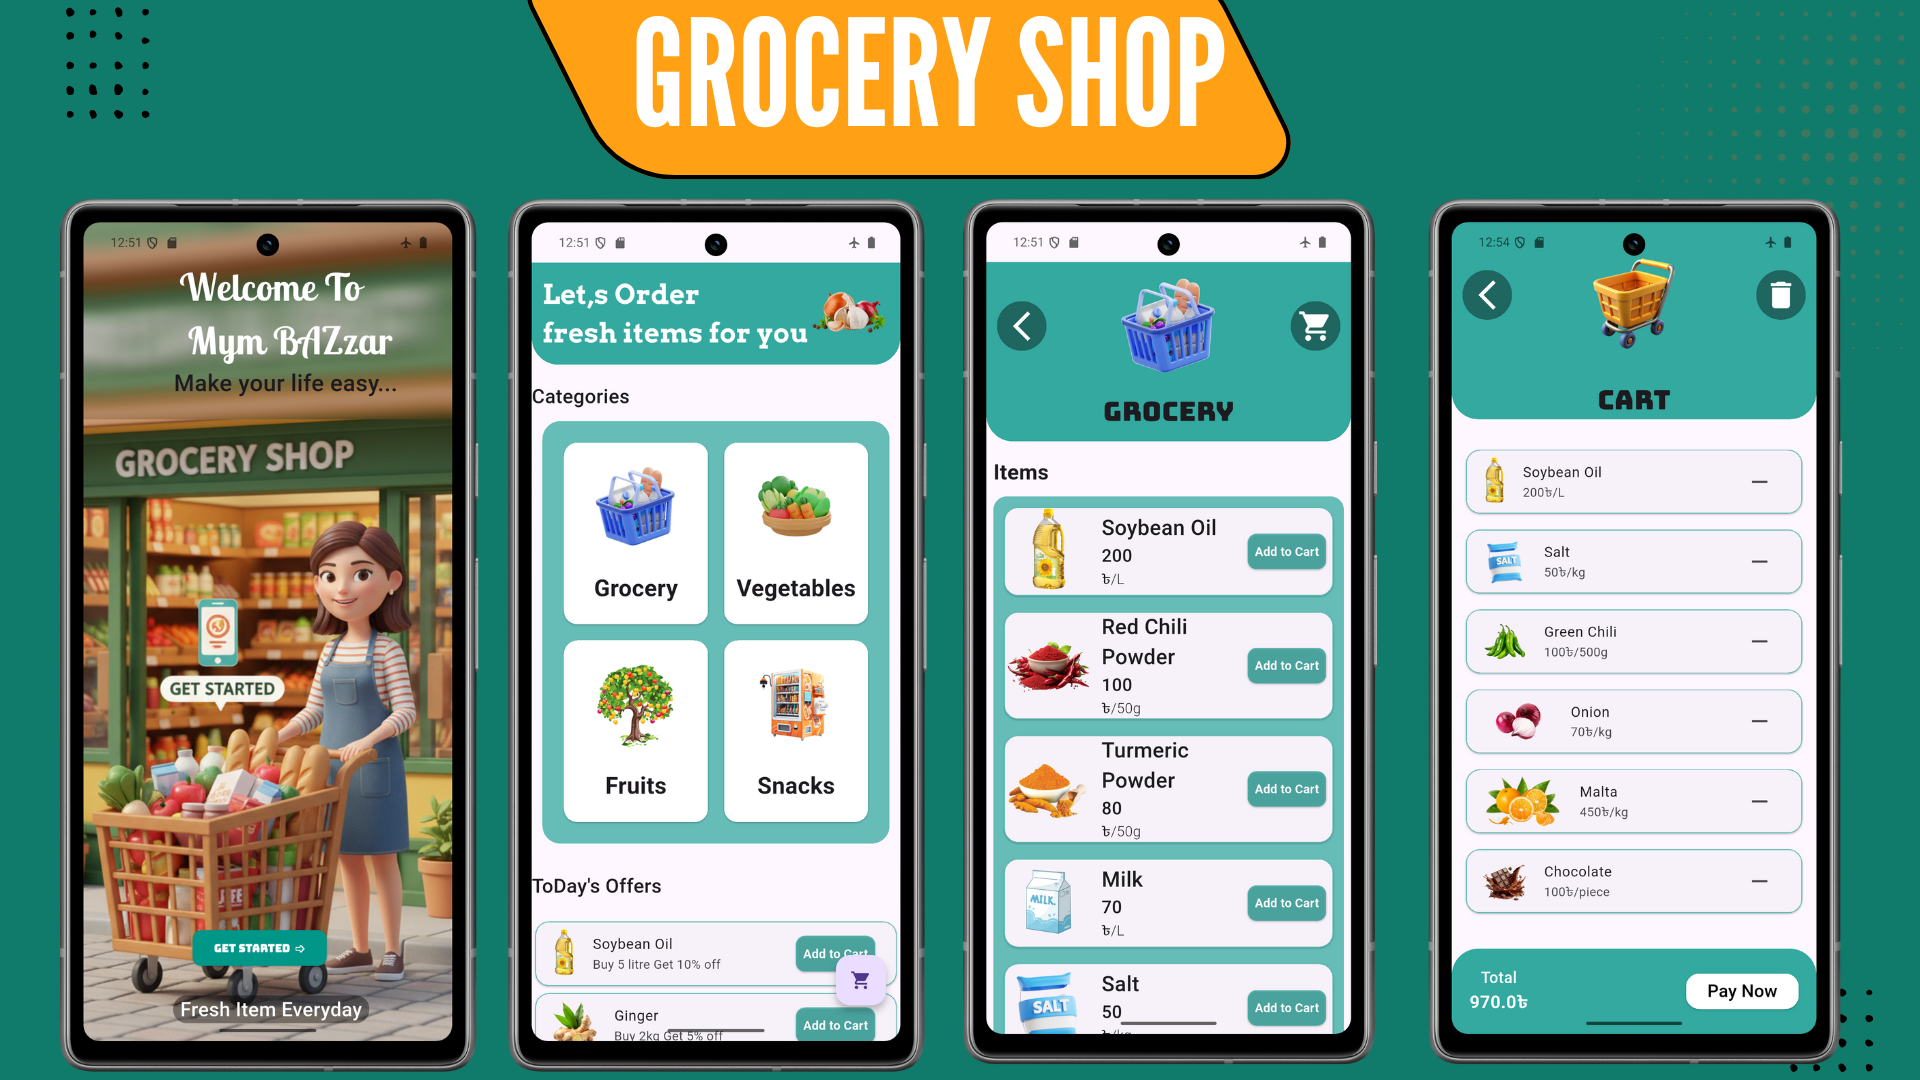 GROCERY SHOP
12:51
Welcome To
Mym BAZzar
Make your life easy...
GROCERY SHOP
GET STARTED
GET STARTED ⇨
Fresh Item Everyday
12:51
Let,s Order
fresh items for you
Categories
Grocery
Vegetables
Fruits
Snacks
ToDay's Offers
Soybean Oil
Buy 5 litre Get 10% off
Add to Cart
Ginger
Buy 2kg Get 5% off
Add to Cart
12:51
GROCERY
Items
Soybean Oil
200
৳/L
Add to Cart
Red Chili
Powder
100
৳/50g
Add to Cart
Turmeric
Powder
80
৳/50g
Add to Cart
MILK.
Milk
70
৳/L
Add to Cart
SALT
Salt
50
৳/kg
Add to Cart
12:54
CART
Soybean Oil
200৳/L
SALT
Salt
50৳/kg
Green Chili
100৳/500g
Onion
70৳/kg
Malta
450৳/kg
Chocolate
100৳/piece
Total
970.0৳
Pay Now